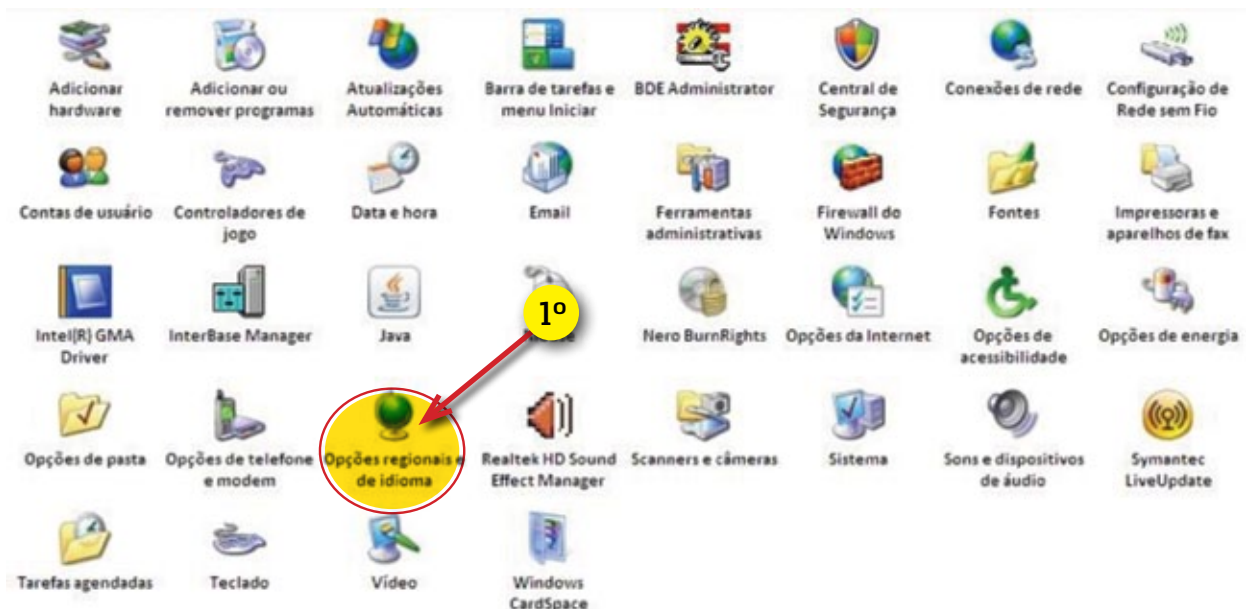 Adicionar
hardware
Adicionar ou
remover programas
Atualizações
Automáticas
Barra de tarefas e
menu Iniciar
BDE Administrator
Central de
Segurança
Conexões de rede
Configuração de
Rede sem Fio
Contas de usuário
Controladores de
jogo
Data e hora
Email
Ferramentas
administrativas
Firewall do
Windows
Fontes
Impressoras e
aparelhos de fax
Intel(R) GMA
Driver
InterBase Manager
Java
1º
Nero BurnRights
Opções da Internet
Opções de
acessibilidade
Opções de energia
Opções de pasta
Opções de telefone
e modem
Opções regionais e
de idioma
Realtek HD Sound
Effect Manager
Scanners e câmeras
Sistema
Sons e dispositivos
de áudio
Symantec
LiveUpdate
Tarefas agendadas
Teclado
Vídeo
Windows
CardSpace